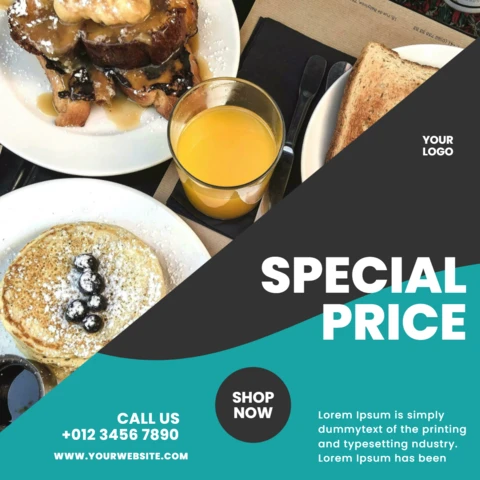 YOUR
LOGO
SPECIAL
PRICE
SHOP
NOW
CALL US
+012 3456 7890
WWW.YOURWEBSITE.COM
Lorem Ipsum is simply
dummytext of the printing
and typesetting ndustry.
Lorem Ipsum has been